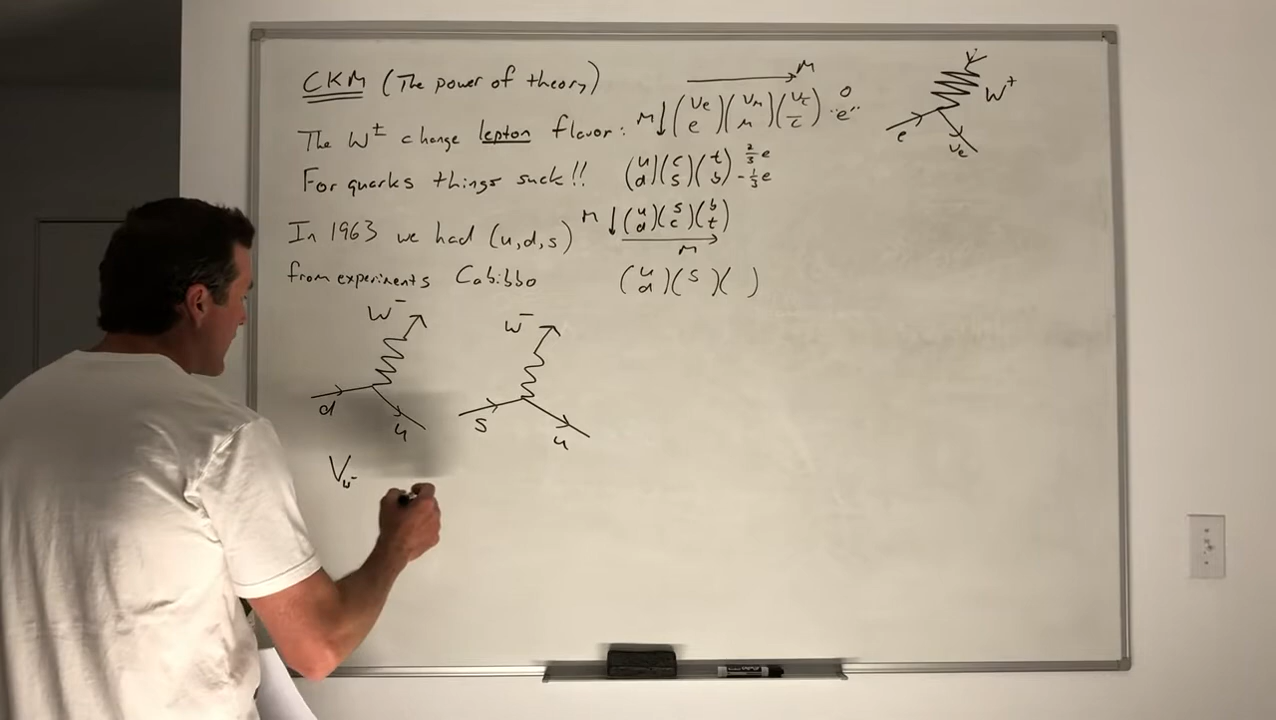 CKM (The power of theory)
M
The W± change lepton flavor: M↓ (νe e)(νμ μ)(ντ τ) 0 "e"
For quarks things suck!! (u d)(c s)(t b) 2/3 e -1/3 e
In 1963 we had (u,d,s) M↓ (u d)(s c)(b t)
M
from experiments Cabibbo (u d)(s )( )
W⁺
e
νe
W⁻
d
u
W⁻
s
u
V